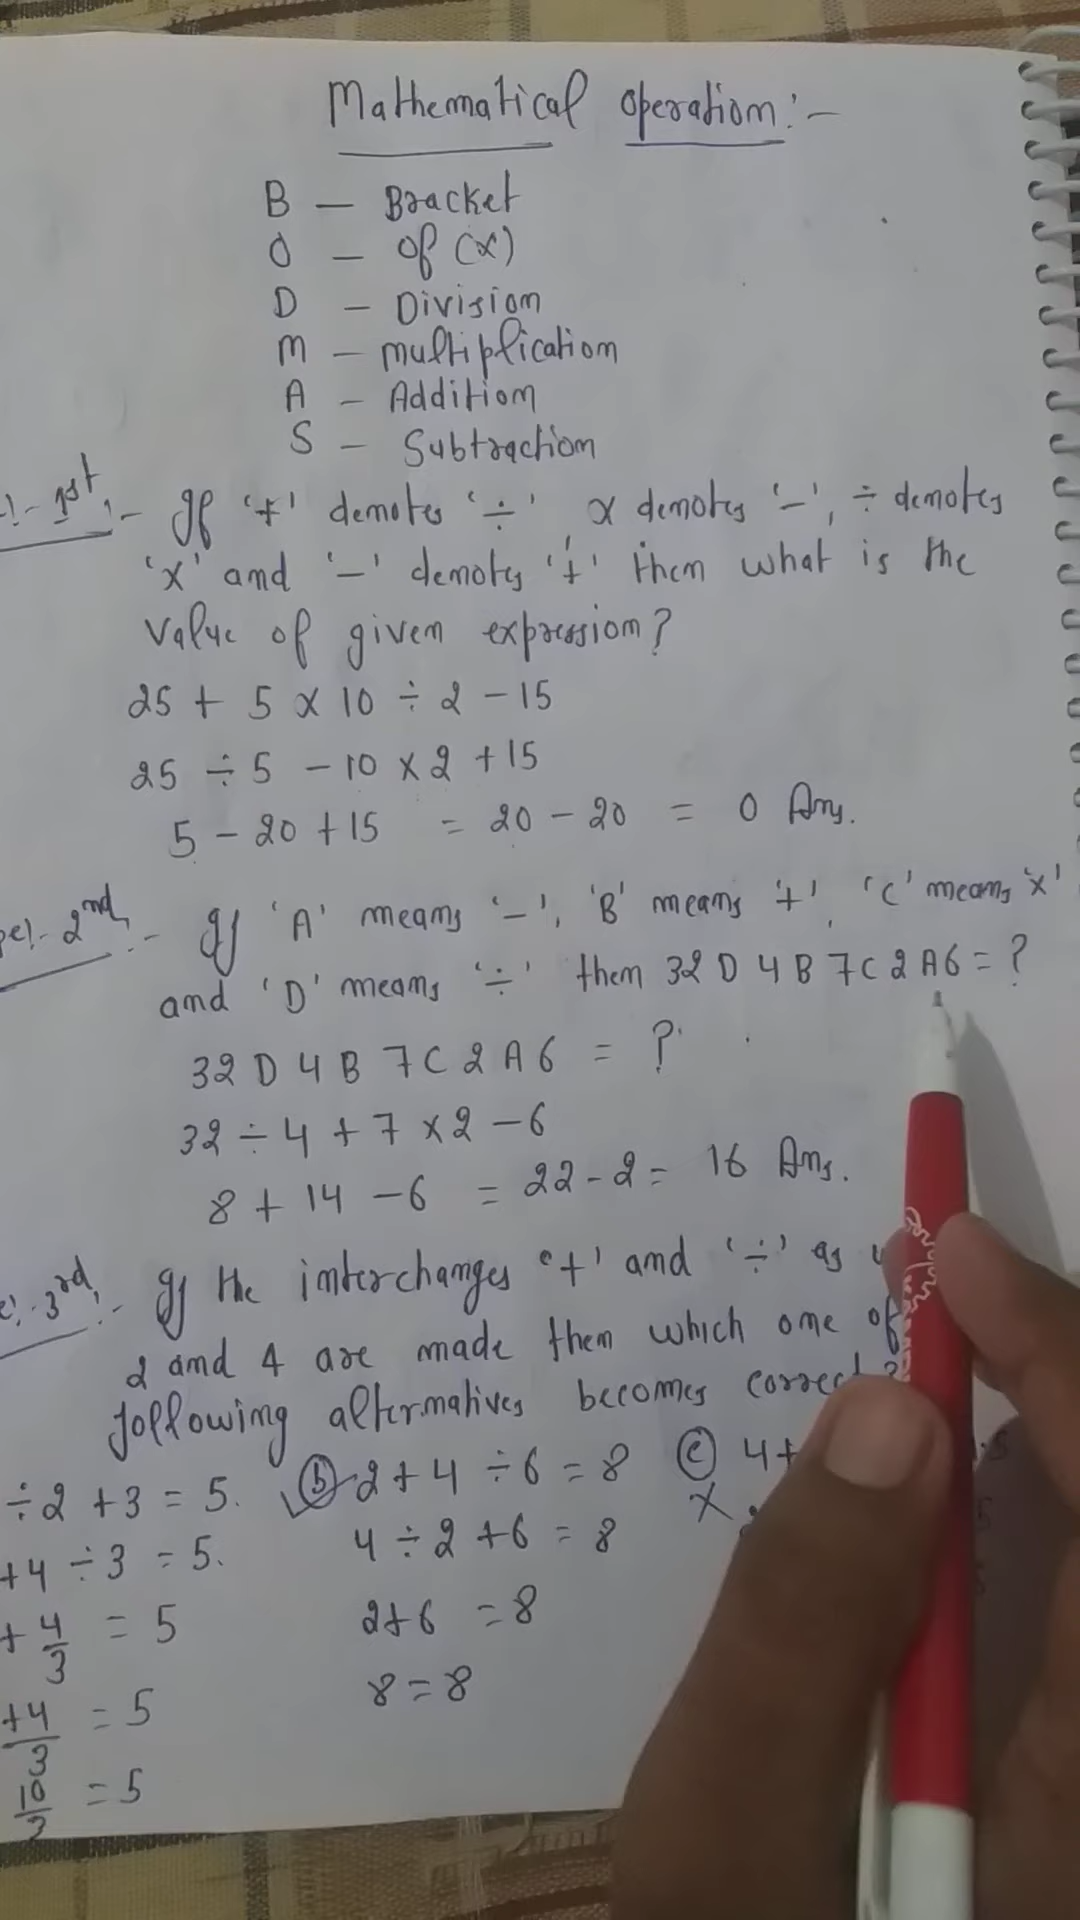 Mathematical operation:-
B - Bracket
O - of (x)
D - Division
M - multiplication
A - Addition
S - Subtraction
1st:- If '+' denotes '÷', x denotes '-', ÷ denotes
'x' and '-' denotes '+' then what is the
value of given expression?
25 + 5 x 10 ÷ 2 - 15
25 ÷ 5 - 10 x 2 + 15
5 - 20 + 15 = 20 - 20 = 0 Ans.
2nd:- If 'A' means '-', 'B' means '+', 'C' means 'x'
and 'D' means '÷' then 32 D 4 B 7 C 2 A 6 = ?
32 D 4 B 7 C 2 A 6 = ?
32 ÷ 4 + 7 x 2 - 6
8 + 14 - 6 = 22 - 2 = 16 Ans.
3rd:- If the interchanges '+' and '÷' as
2 and 4 are made then which one of
following alternatives becomes correct?
÷ 2 + 3 = 5. (b) 2 + 4 ÷ 6 = 8 (c) 4 +
+ 4 ÷ 3 = 5. 4 ÷ 2 + 6 = 8 x
+ 4/3 = 5 2 + 6 = 8
+4/3 = 5 8 = 8
10/3 = 5